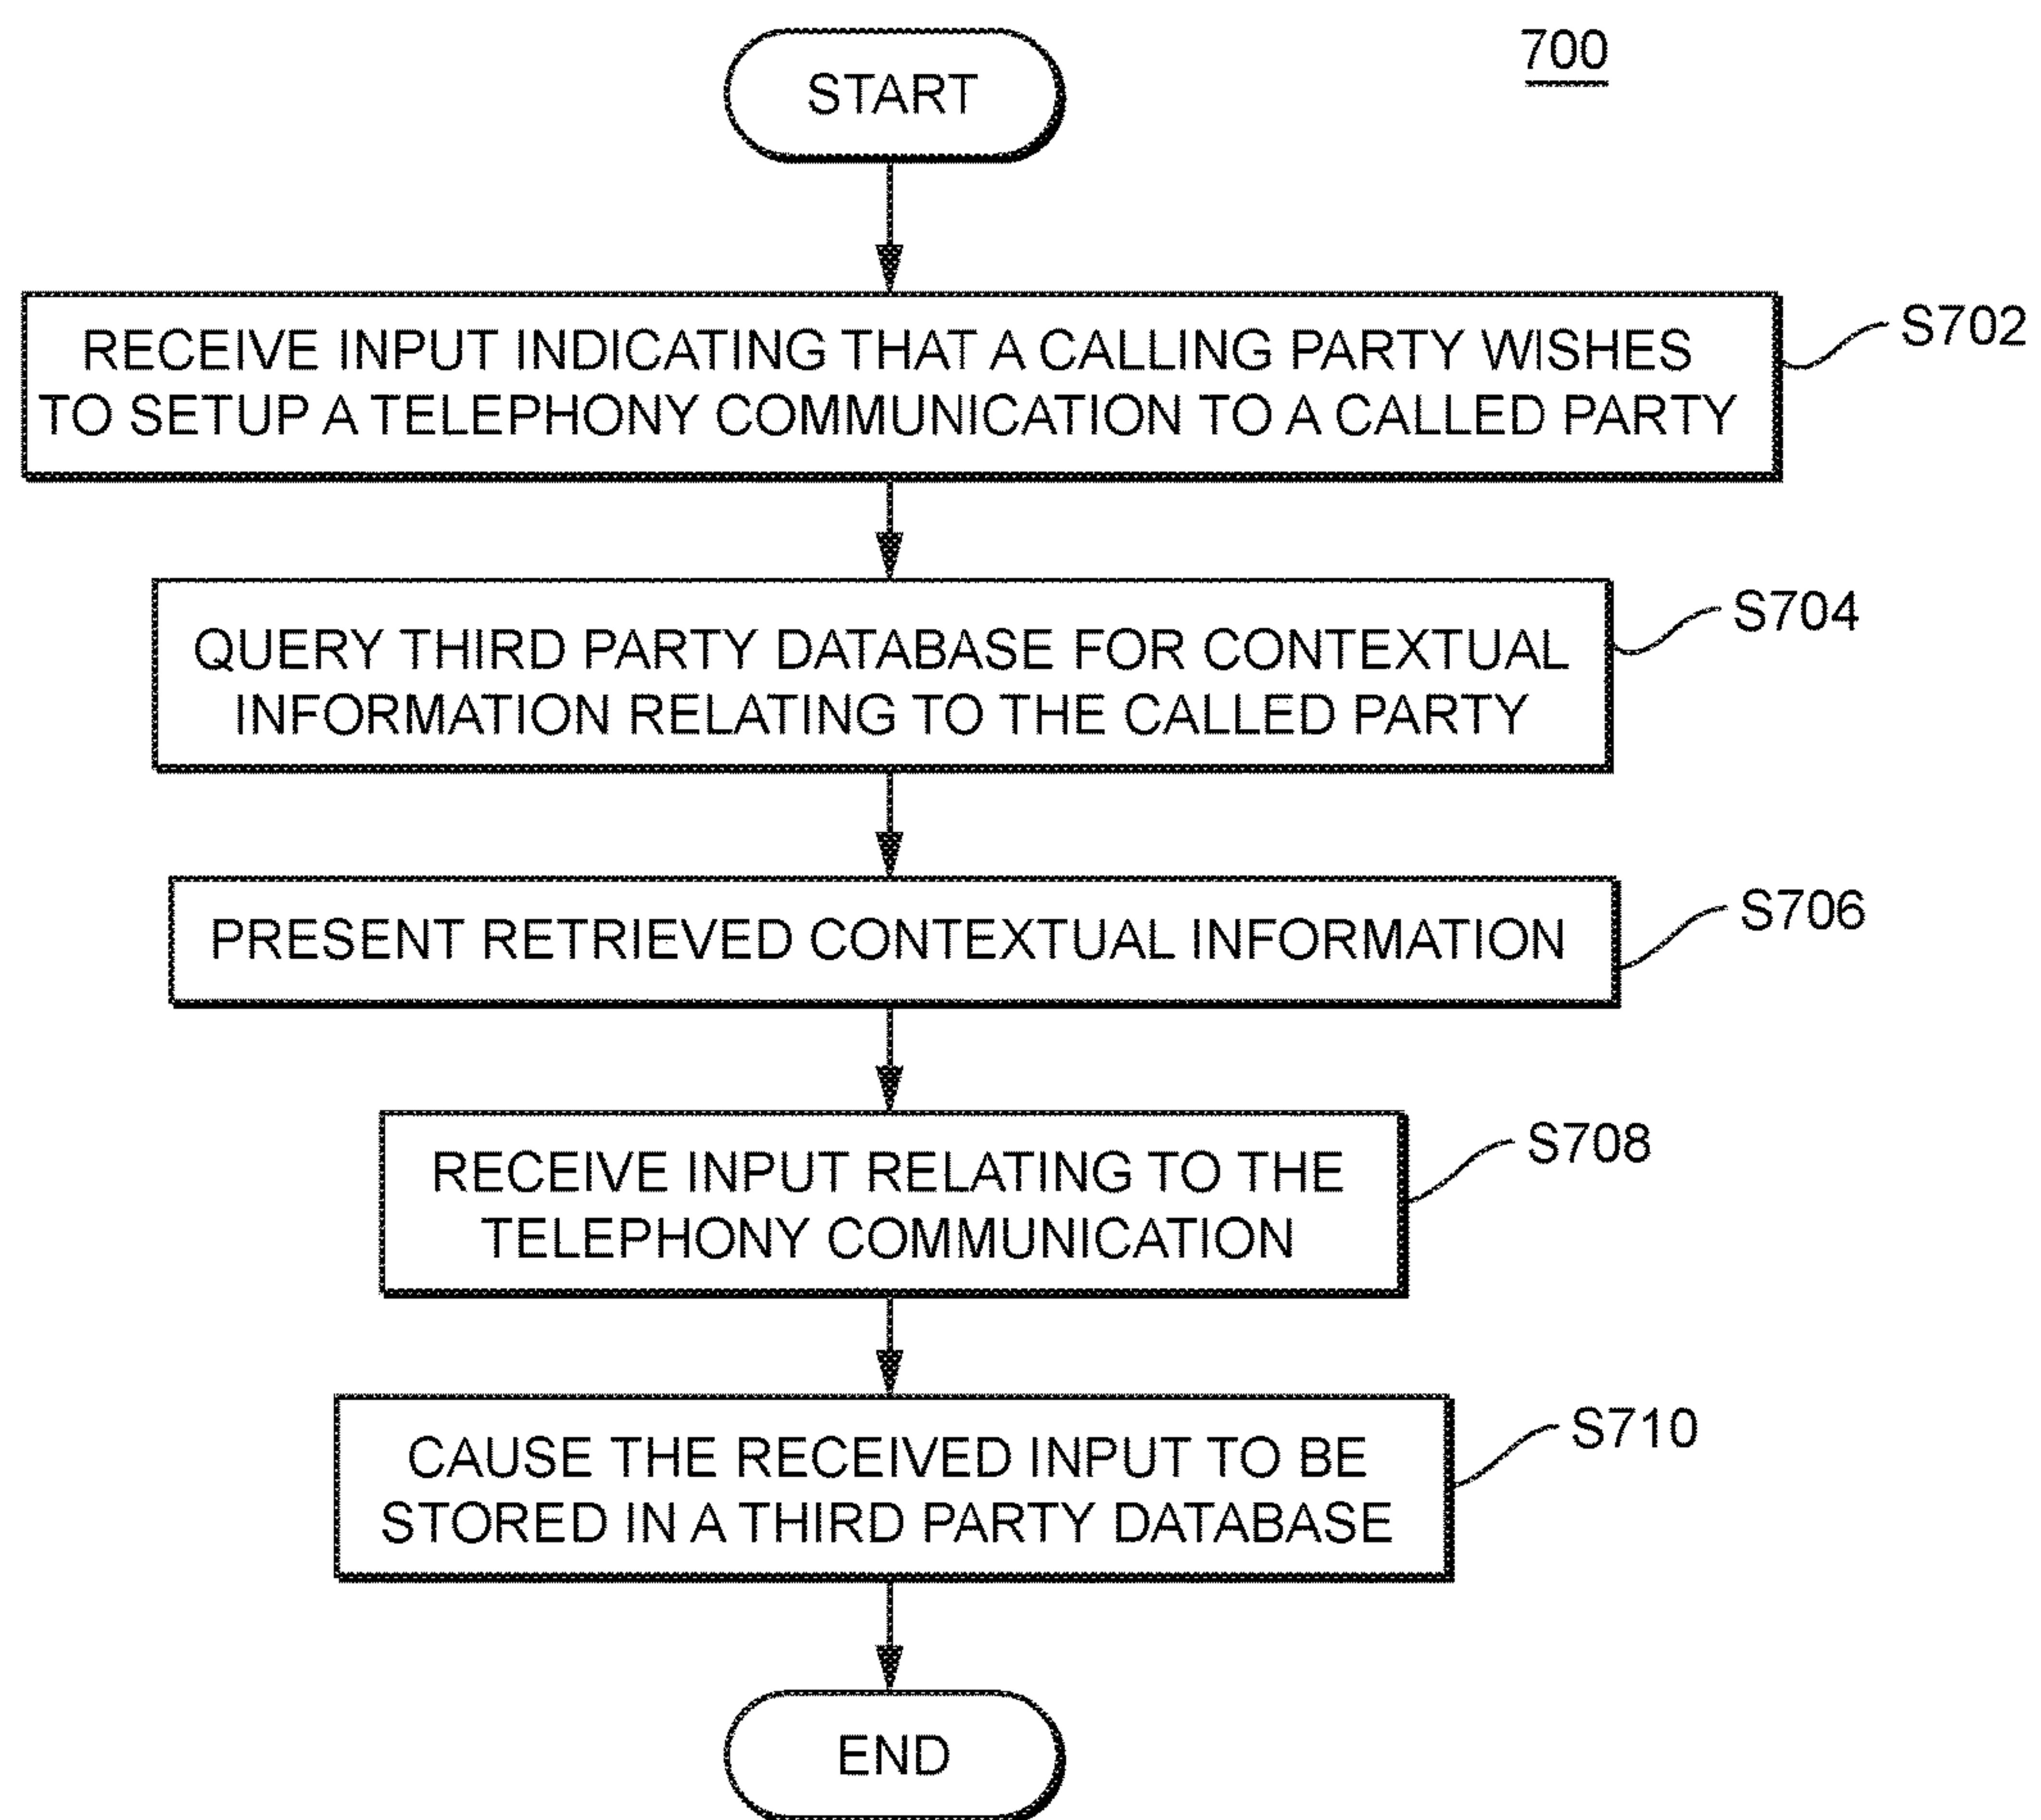 700
START
RECEIVE INPUT INDICATING THAT A CALLING PARTY WISHES
TO SETUP A TELEPHONY COMMUNICATION TO A CALLED PARTY
S702
QUERY THIRD PARTY DATABASE FOR CONTEXTUAL
INFORMATION RELATING TO THE CALLED PARTY
S704
PRESENT RETRIEVED CONTEXTUAL INFORMATION
S706
RECEIVE INPUT RELATING TO THE
TELEPHONY COMMUNICATION
S708
CAUSE THE RECEIVED INPUT TO BE
STORED IN A THIRD PARTY DATABASE
S710
END